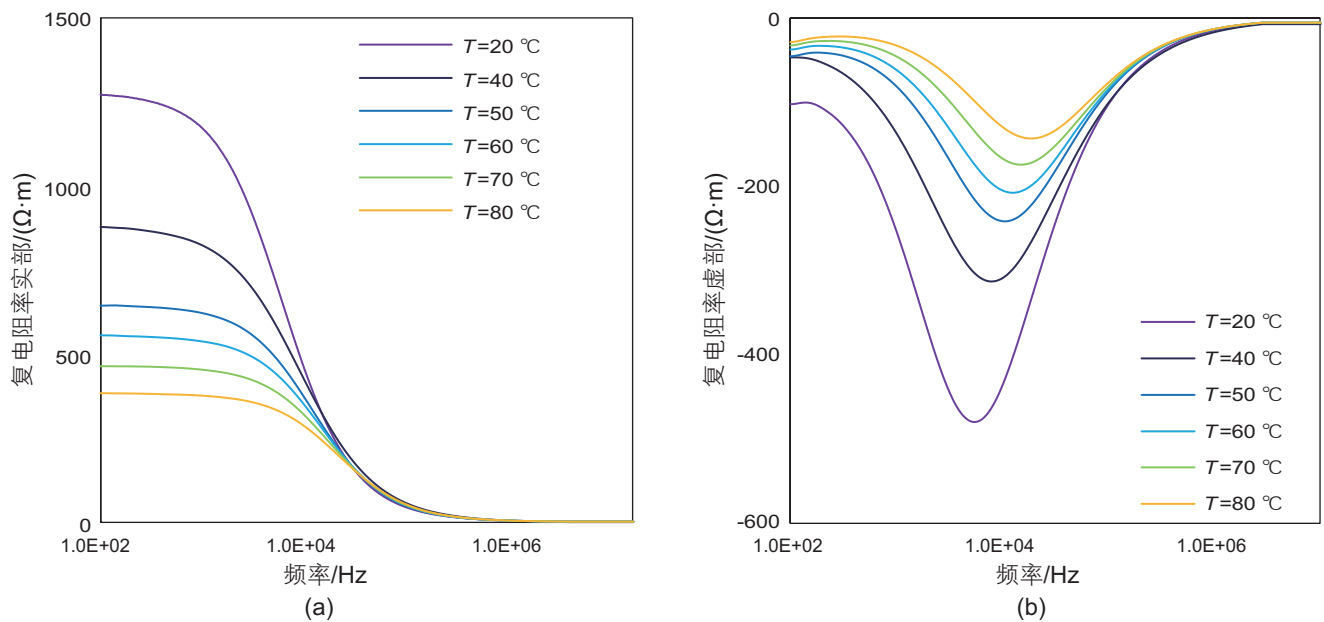 1500
1000
500
0
1.0E+02
1.0E+04
1.0E+06
复电阻率实部/(Ω·m)
频率/Hz
T=20 ℃
T=40 ℃
T=50 ℃
T=60 ℃
T=70 ℃
T=80 ℃
(a)
0
-200
-400
-600
1.0E+02
1.0E+04
1.0E+06
复电阻率虚部/(Ω·m)
频率/Hz
T=20 ℃
T=40 ℃
T=50 ℃
T=60 ℃
T=70 ℃
T=80 ℃
(b)